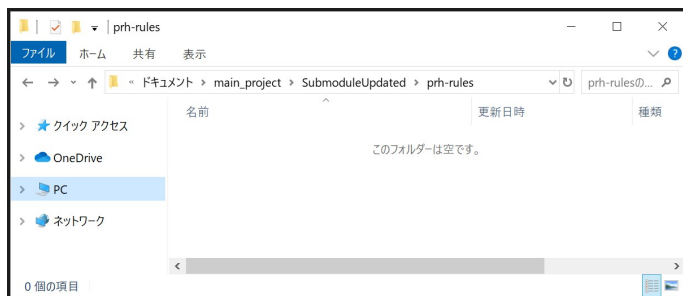 prh-rules
ファイル ホーム 共有 表示
« ドキュメント > main_project > SubmoduleUpdated > prh-rules prh-rulesの...
名前 更新日時 種類
クイック アクセス
このフォルダーは空です。
OneDrive
PC
ネットワーク
0 個の項目